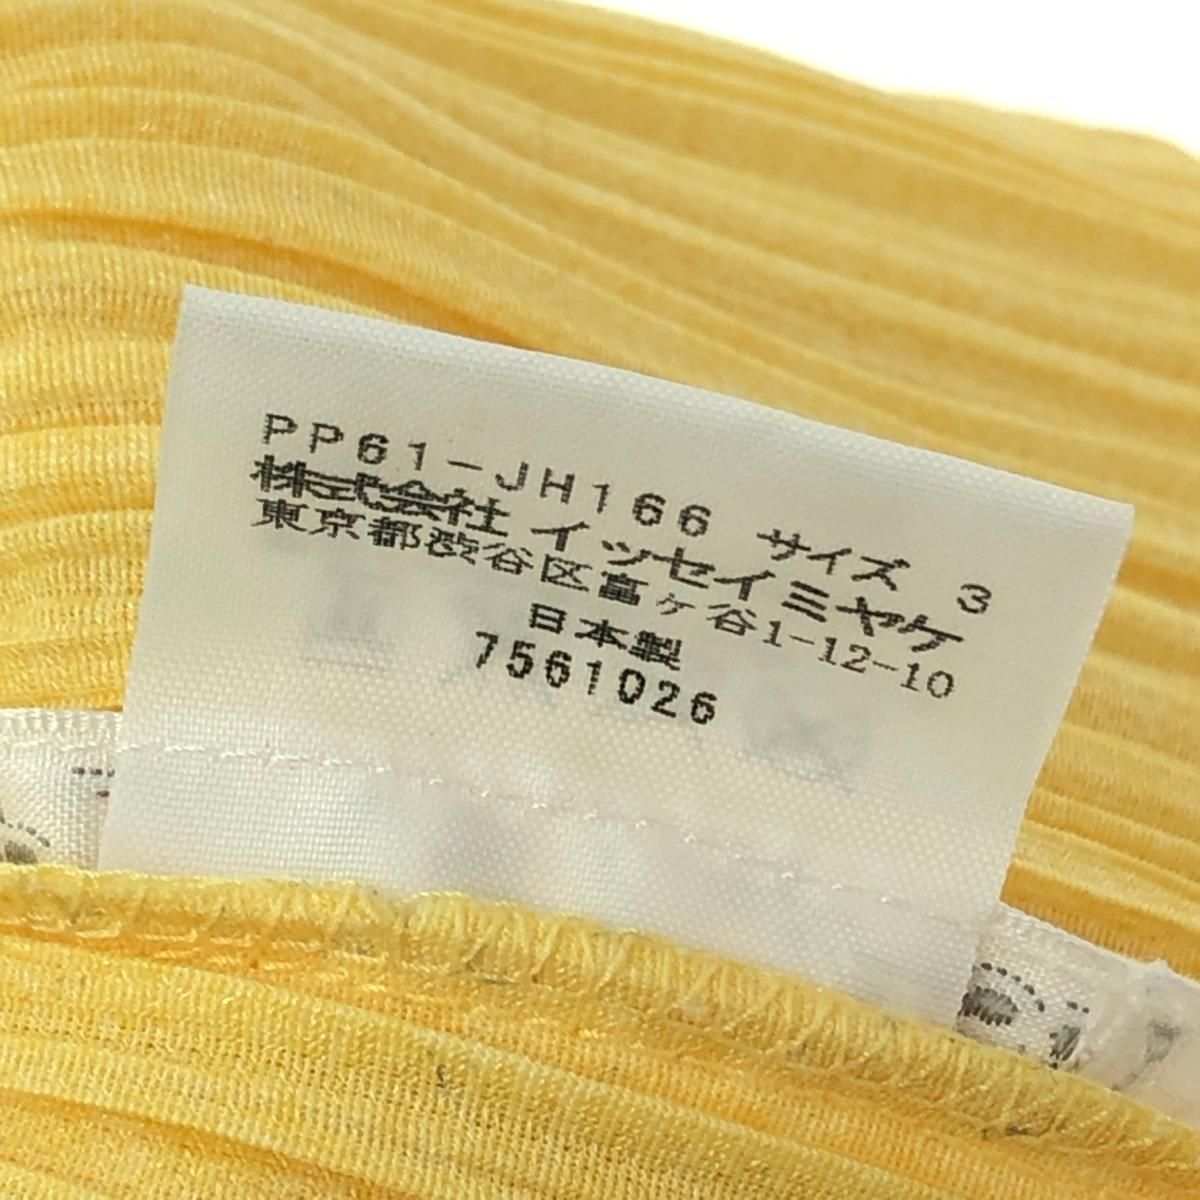 PP61-JH166 サイズ 3
株式会社 イッセイミヤケ
東京都渋谷区富ヶ谷1-12-10
日本製
7561026